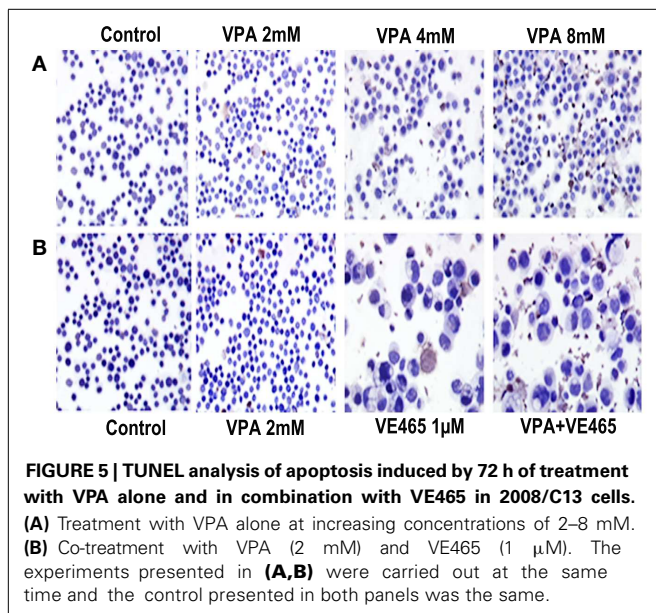 Control VPA 2mM VPA 4mM VPA 8mM
A
B
Control VPA 2mM VE465 1µM VPA+VE465
FIGURE 5 | TUNEL analysis of apoptosis induced by 72 h of treatment
with VPA alone and in combination with VE465 in 2008/C13 cells.
(A) Treatment with VPA alone at increasing concentrations of 2–8 mM.
(B) Co-treatment with VPA (2 mM) and VE465 (1 µM). The
experiments presented in (A,B) were carried out at the same
time and the control presented in both panels was the same.